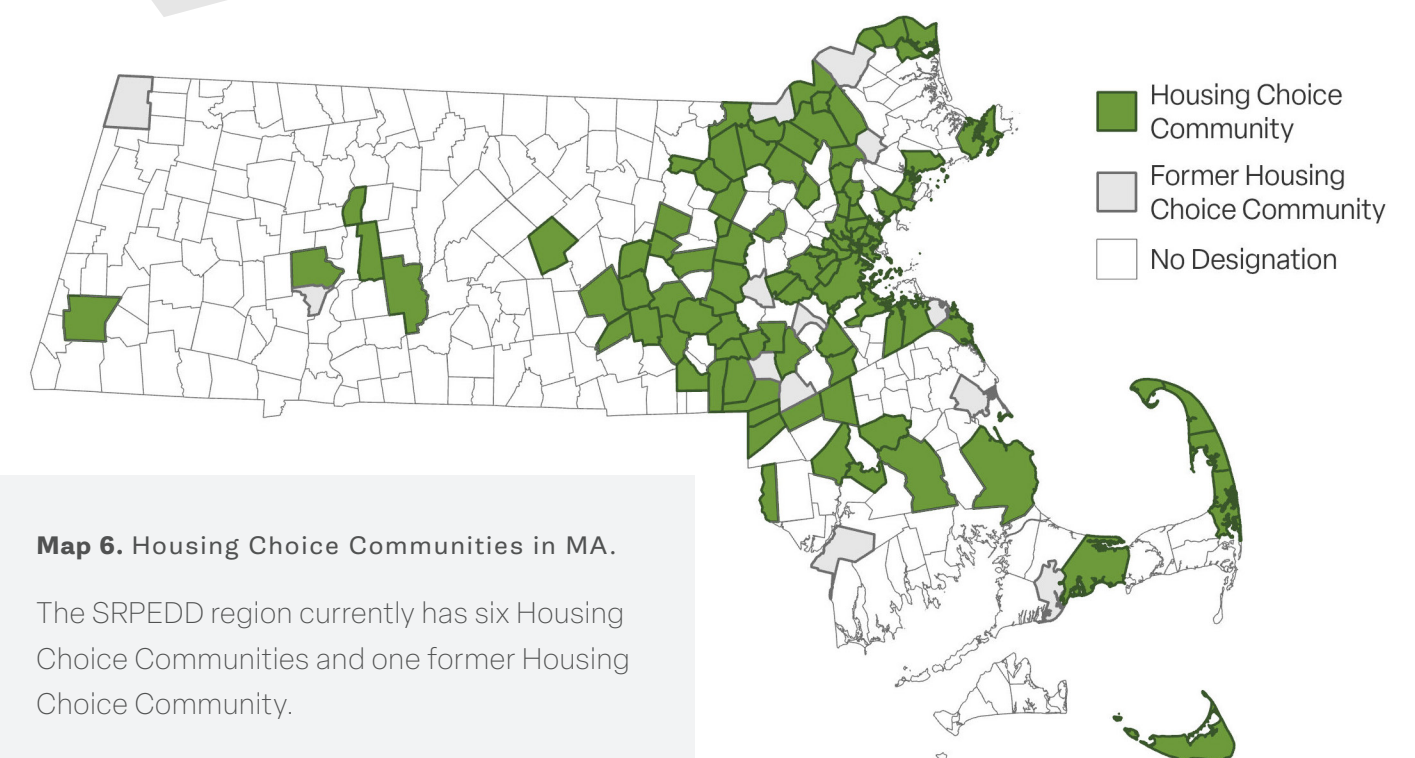 Housing Choice
Community
Former Housing
Choice Community
No Designation
Map 6. Housing Choice Communities in MA.
The SRPEDD region currently has six Housing
Choice Communities and one former Housing
Choice Community.